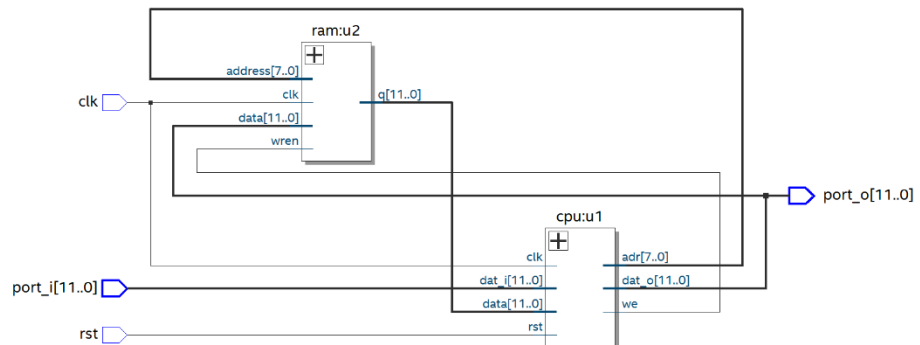 ram:u2
address[7..0]
clk
q[11..0]
clk
data[11..0]
wren
port_o[11..0]
cpu:u1
clk
adr[7..0]
port_i[11..0]
dat_i[11..0]
dat_o[11..0]
data[11..0]
we
rst
rst